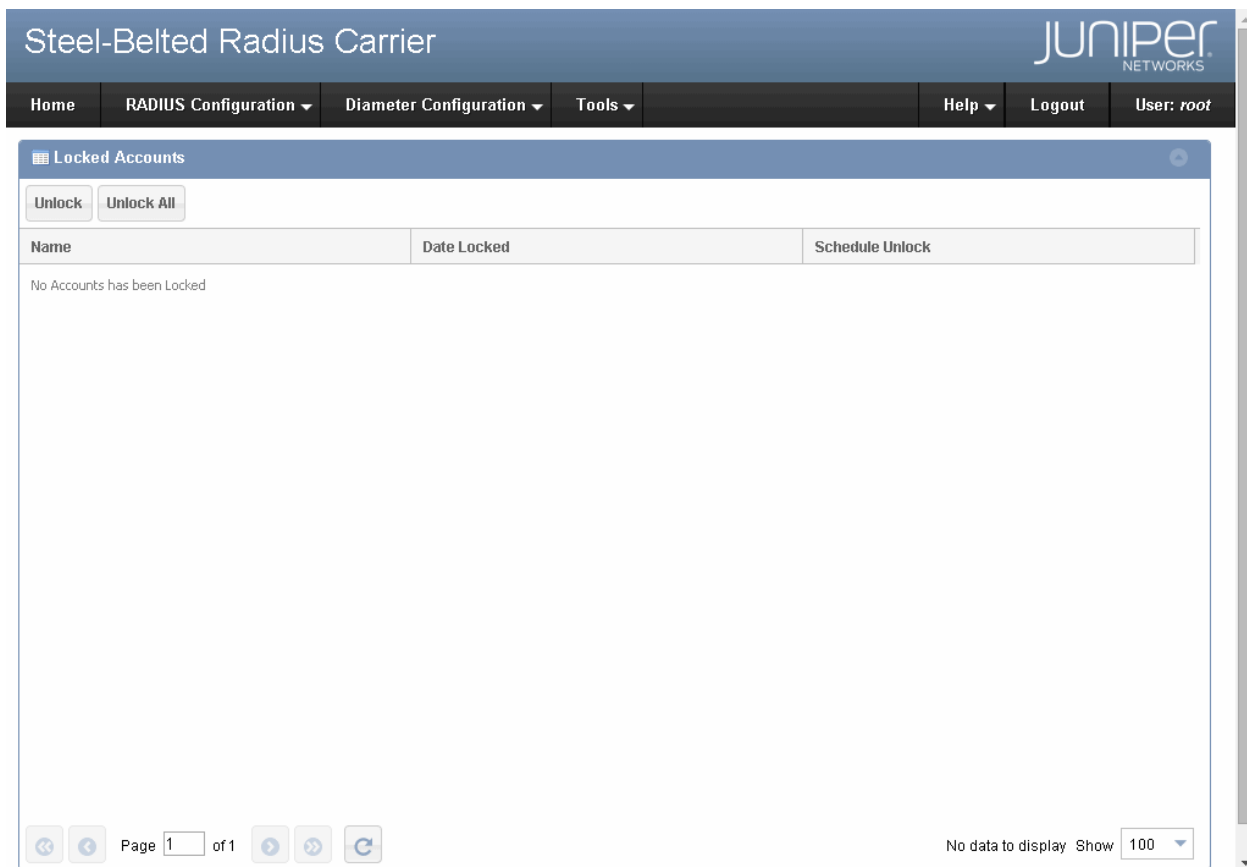 Steel-Belted Radius Carrier
JUNIPER
NETWORKS
Home RADIUS Configuration Diameter Configuration Tools Help Logout User: root
Locked Accounts
Unlock Unlock All
Name Date Locked Schedule Unlock
No Accounts has been Locked
Page 1 of 1 No data to display Show 100